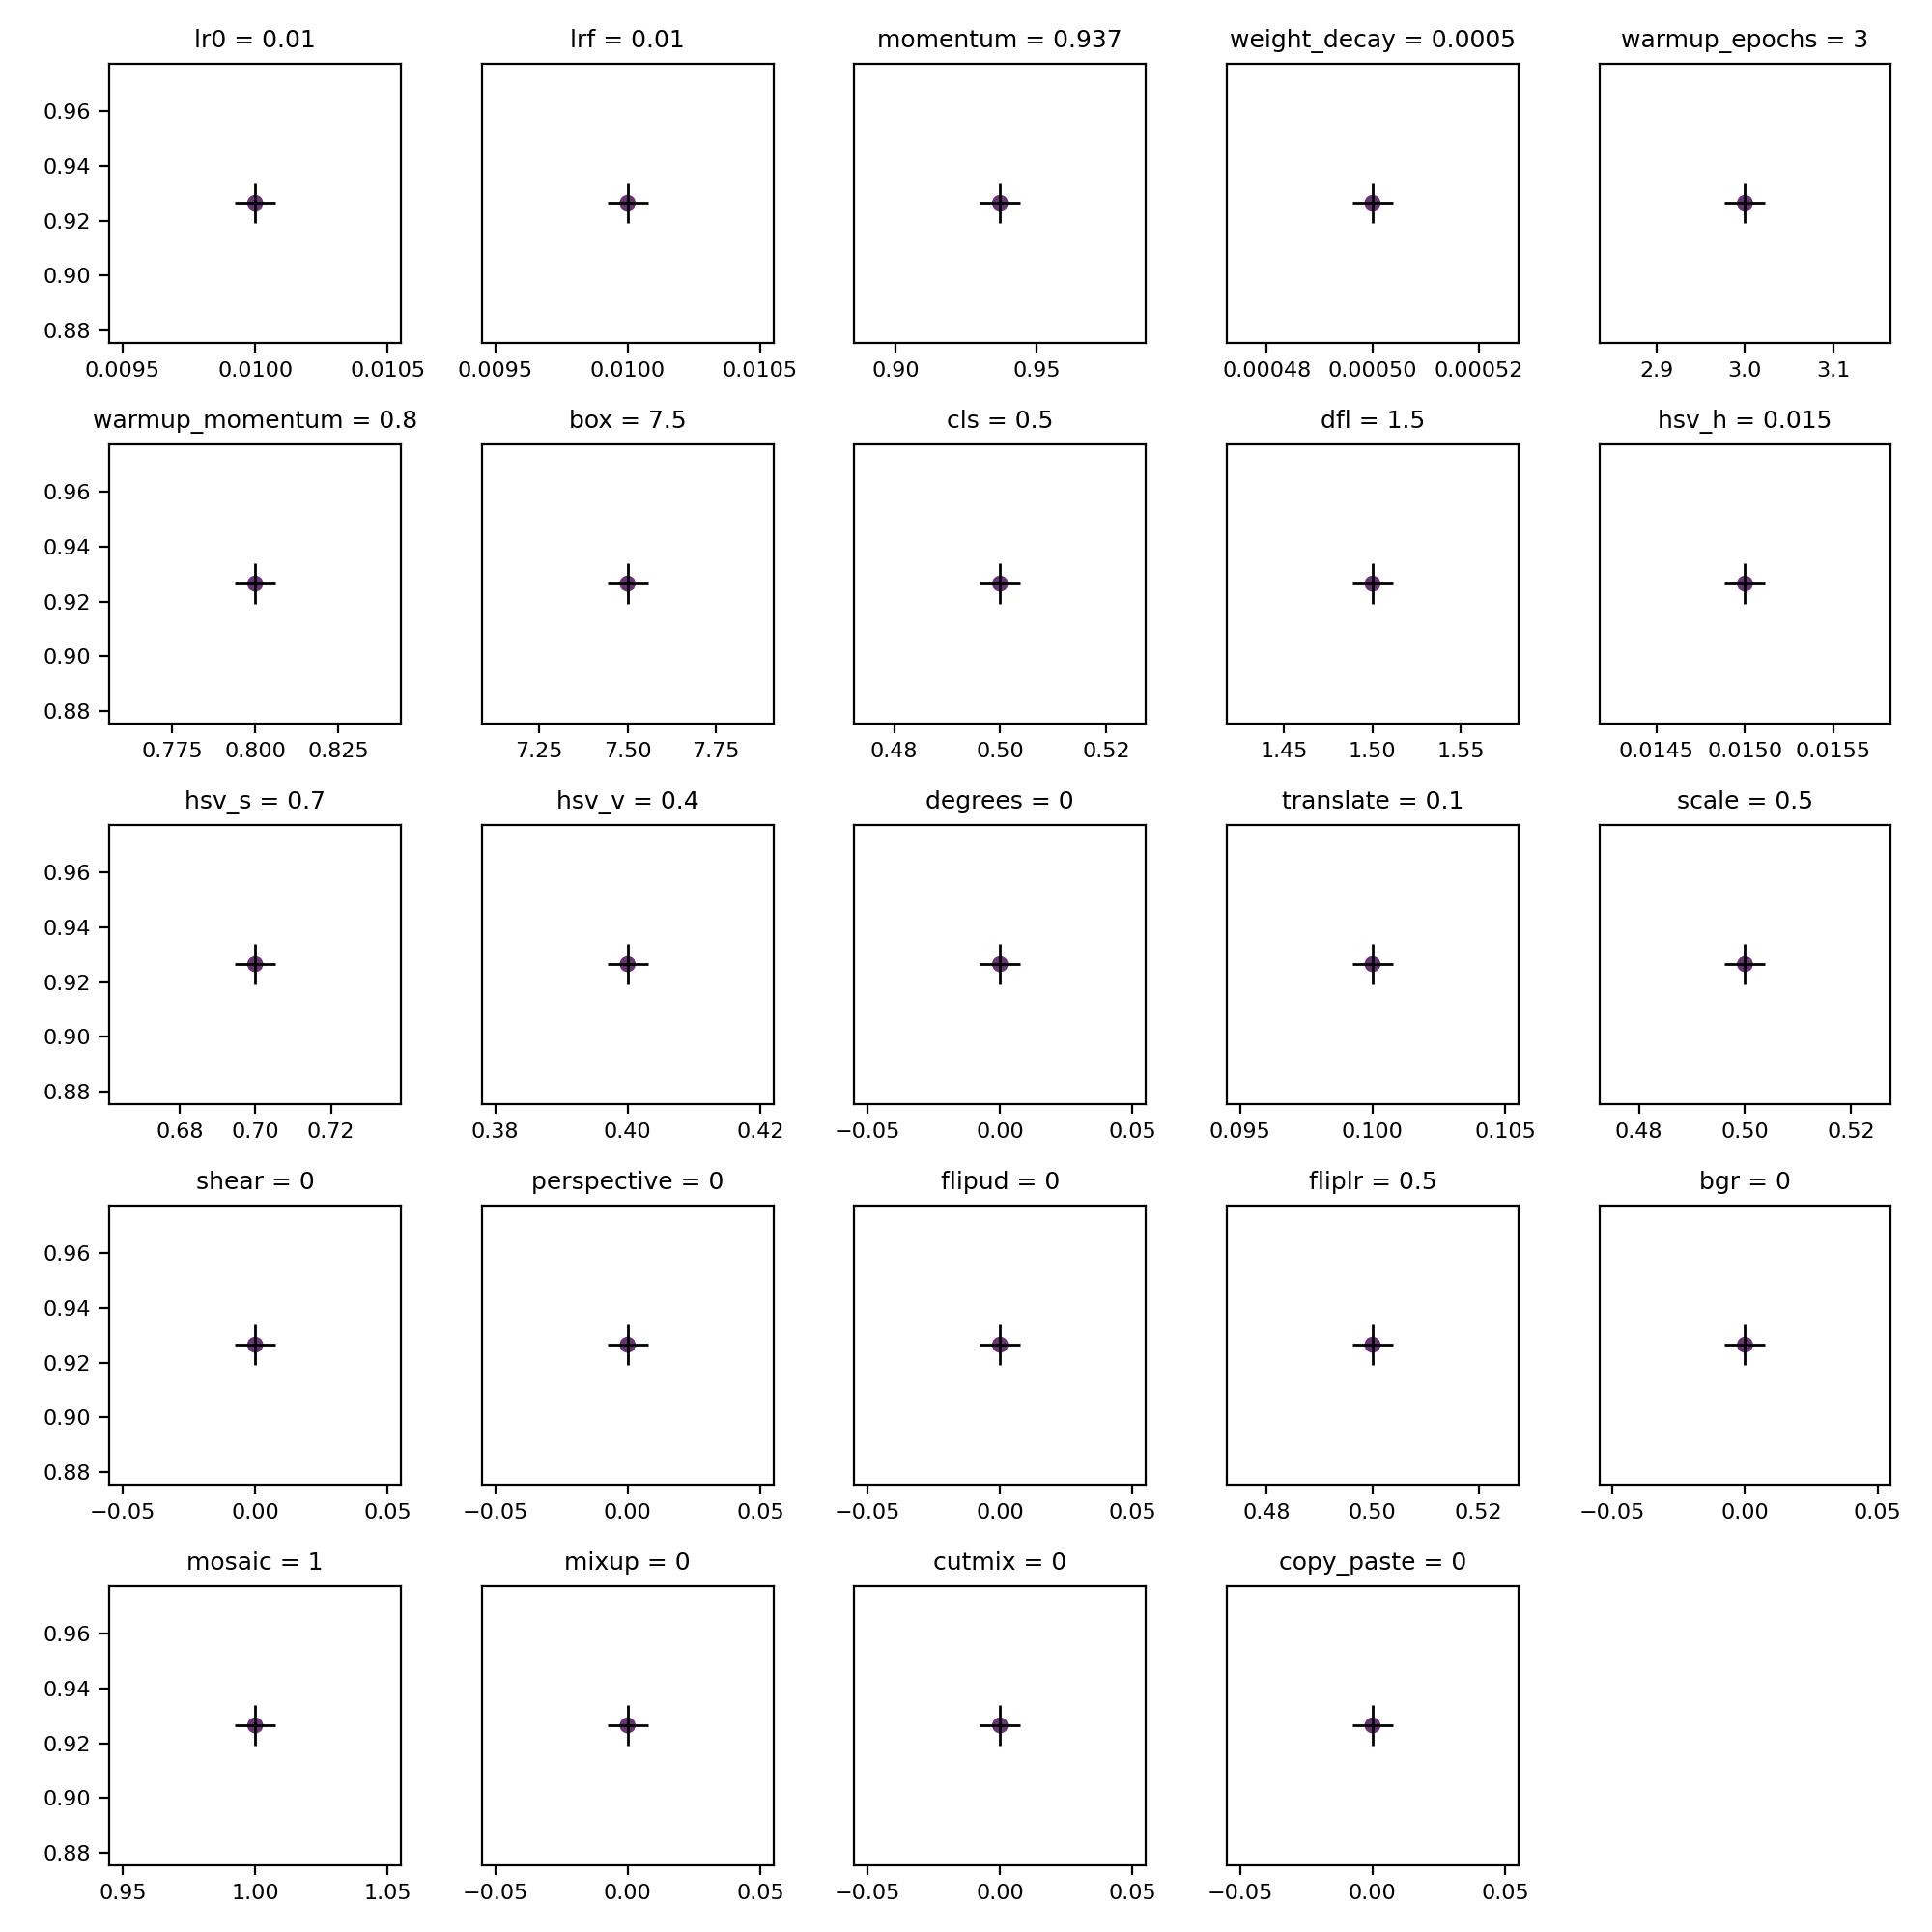 lr0 = 0.01 lrf = 0.01 momentum = 0.937 weight_decay = 0.0005 warmup_epochs = 3
0.96
0.94
0.92
0.90
0.88
0.0095 0.0100 0.0105 0.0095 0.0100 0.0105 0.90 0.95 0.00048 0.00050 0.00052 2.9 3.0 3.1
warmup_momentum = 0.8 box = 7.5 cls = 0.5 dfl = 1.5 hsv_h = 0.015
0.96
0.94
0.92
0.90
0.88
0.775 0.800 0.825 7.25 7.50 7.75 0.48 0.50 0.52 1.45 1.50 1.55 0.0145 0.0150 0.0155
hsv_s = 0.7 hsv_v = 0.4 degrees = 0 translate = 0.1 scale = 0.5
0.96
0.94
0.92
0.90
0.88
0.68 0.70 0.72 0.38 0.40 0.42 −0.05 0.00 0.05 0.095 0.100 0.105 0.48 0.50 0.52
shear = 0 perspective = 0 flipud = 0 fliplr = 0.5 bgr = 0
0.96
0.94
0.92
0.90
0.88
−0.05 0.00 0.05 −0.05 0.00 0.05 −0.05 0.00 0.05 0.48 0.50 0.52 −0.05 0.00 0.05
mosaic = 1 mixup = 0 cutmix = 0 copy_paste = 0
0.96
0.94
0.92
0.90
0.88
0.95 1.00 1.05 −0.05 0.00 0.05 −0.05 0.00 0.05 −0.05 0.00 0.05